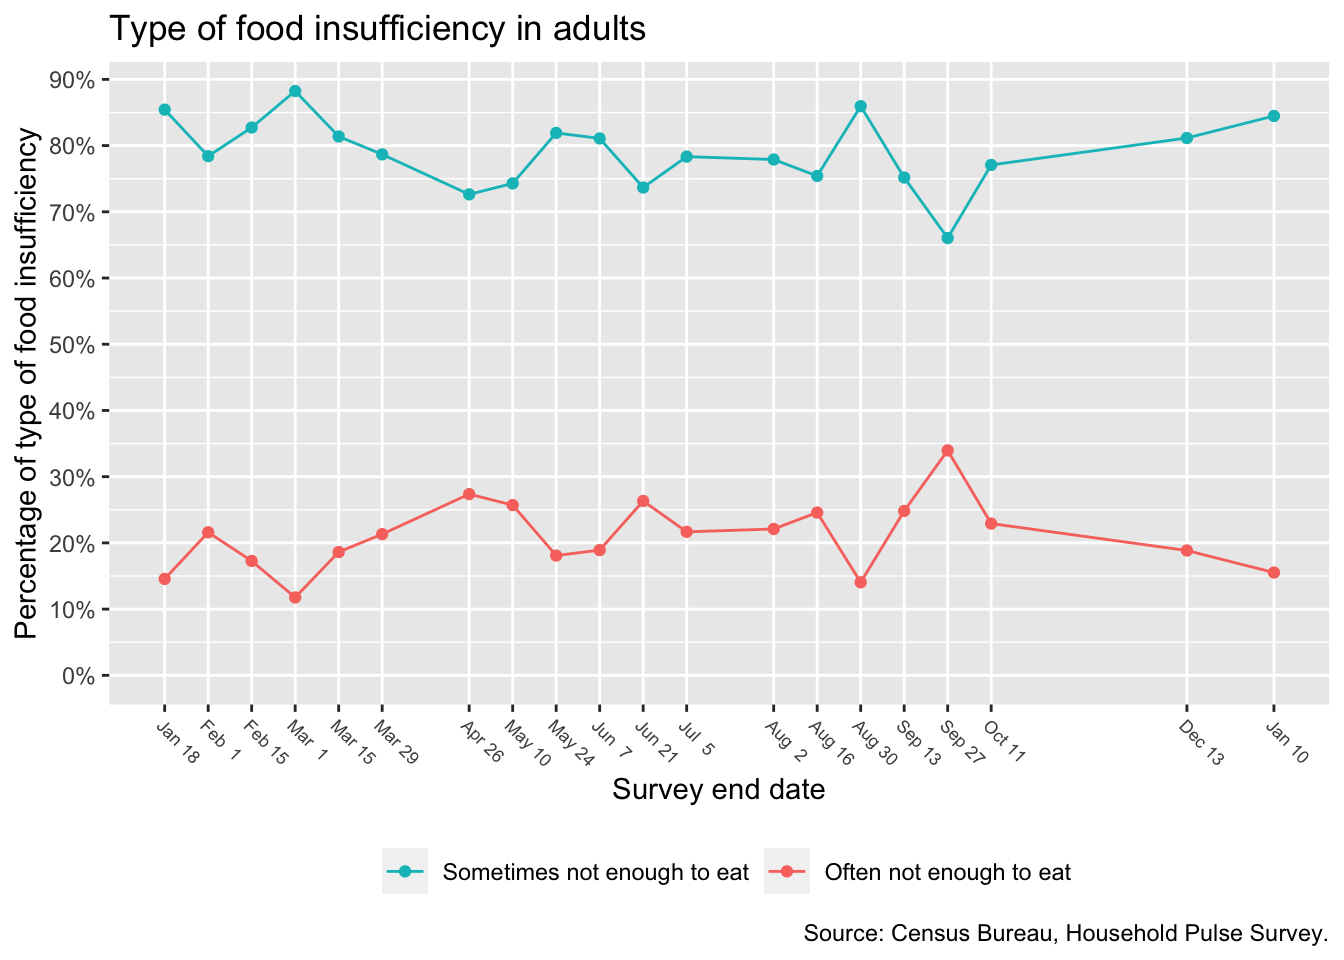 Type of food insufficiency in adults
Percentage of type of food insufficiency
90%
80%
70%
60%
50%
40%
30%
20%
10%
0%
Jan 18
Feb 1
Feb 15
Mar 1
Mar 15
Mar 29
Apr 26
May 10
May 24
Jun 7
Jun 21
Jul 5
Aug 2
Aug 16
Aug 30
Sep 13
Sep 27
Oct 11
Dec 13
Jan 10
Survey end date
Sometimes not enough to eat
Often not enough to eat
Source: Census Bureau, Household Pulse Survey.